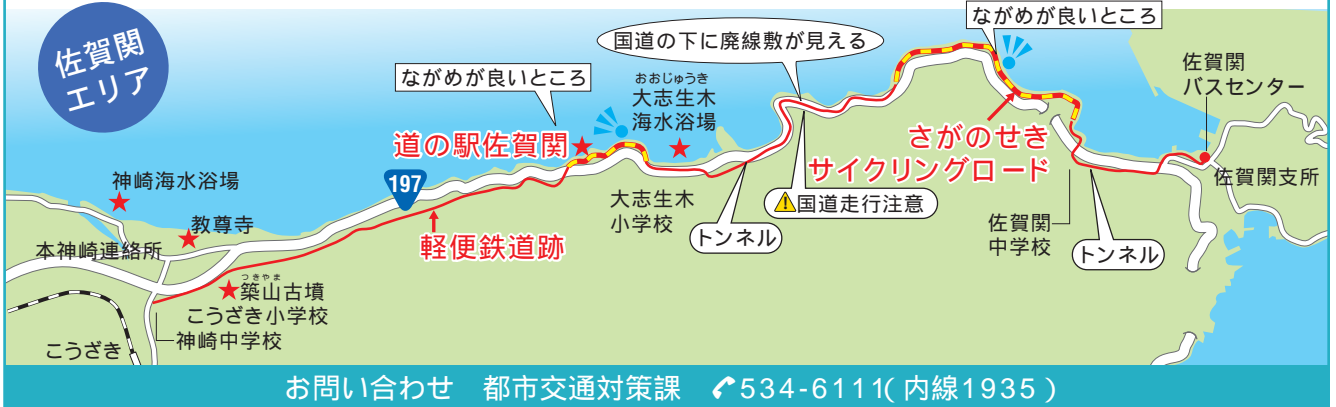 佐賀関
エリア
ながめが良いところ
国道の下に廃線敷が見える
ながめが良いところ
おおじゅうき
大志生木
海水浴場
佐賀関
バスセンター
道の駅佐賀関
さがのせき
サイクリングロード
神崎海水浴場
197
教尊寺
大志生木
小学校
⚠国道走行注意
佐賀関支所
本神崎連絡所
軽便鉄道跡
トンネル
佐賀関
中学校
トンネル
つきやま
築山古墳
こうざき小学校
神崎中学校
こうざき
お問い合わせ 都市交通対策課 ✆534-6111(内線1935)